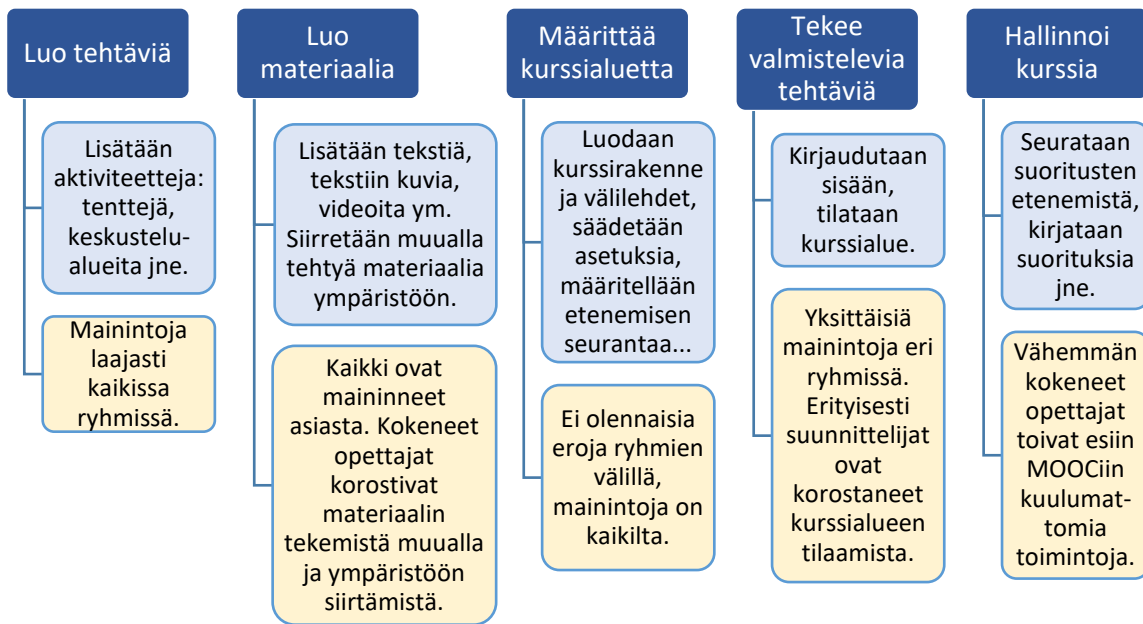 Luo tehtäviä
Lisätään
aktiviteetteja:
tenttejä,
keskustelu-
alueita jne.
Mainintoja
laajasti
kaikissa
ryhmissä.
Luo
materiaalia
Lisätään tekstiä,
tekstiin kuvia,
videoita ym.
Siirretään muualla
tehtyä materiaalia
ympäristöön.
Kaikki ovat
maininneet
asiasta. Kokeneet
opettajat
korostivat
materiaalin
tekemistä muualla
ja ympäristöön
siirtämistä.
Määrittää
kurssialuetta
Luodaan
kurssirakenne
ja välilehdet,
säädetään
asetuksia,
määritellään
etenemisen
seurantaa...
Ei olennaisia
eroja ryhmien
välillä,
mainintoja on
kaikilta.
Tekee
valmistelevia
tehtäviä
Kirjaudutaan
sisään,
tilataan
kurssialue.
Yksittäisiä
mainintoja eri
ryhmissä.
Erityisesti
suunnittelijat
ovat
korostaneet
kurssialueen
tilaamista.
Hallinnoi
kurssia
Seurataan
suoritusten
etenemistä,
kirjataan
suorituksia
jne.
Vähemmän
kokeneet
opettajat
toivat esiin
MOOCiin
kuulumat-
tomia
toimintoja.